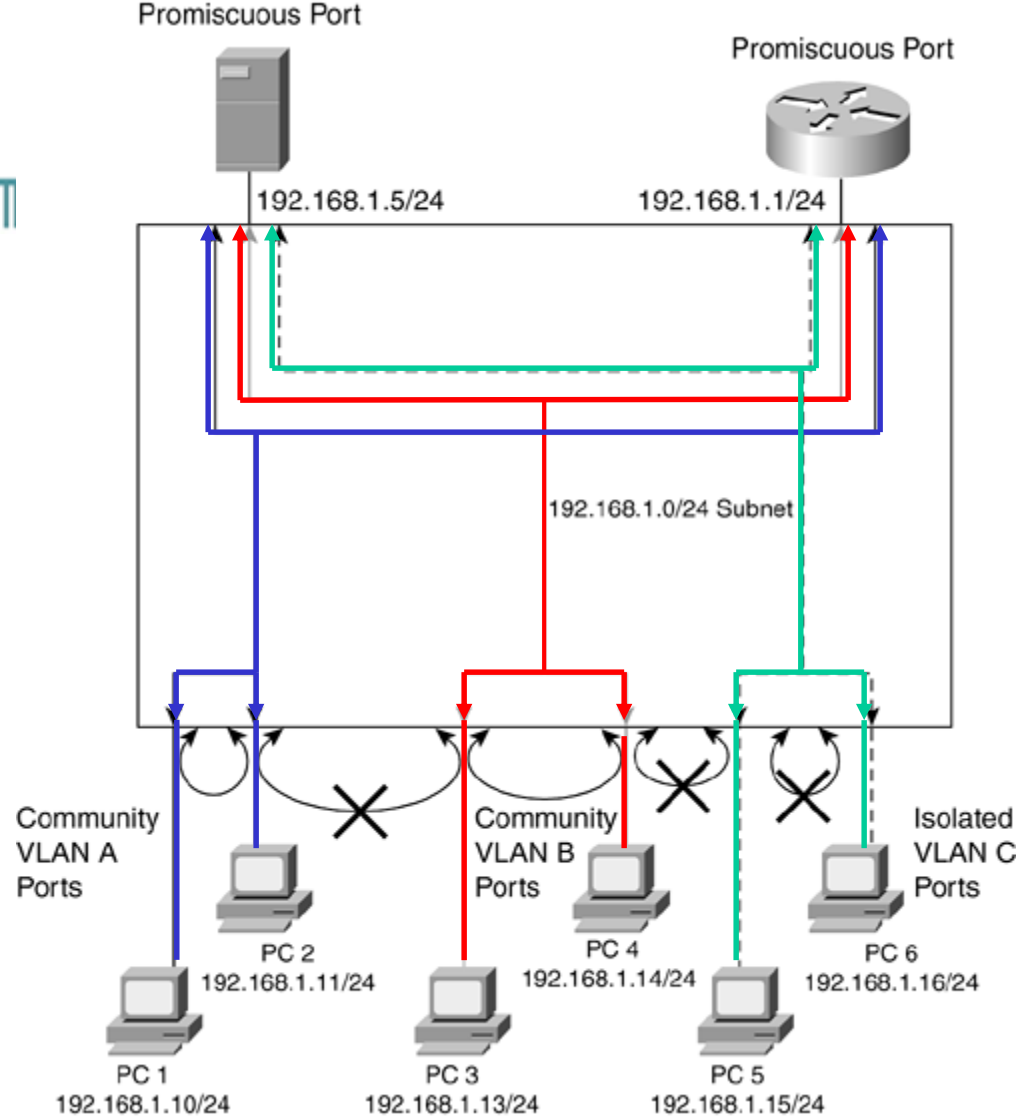 Promiscuous Port
Promiscuous Port
192.168.1.5/24
192.168.1.1/24
192.168.1.0/24 Subnet
Community
VLAN A
Ports
Community
VLAN B
Ports
Isolated
VLAN C
Ports
PC 2
192.168.1.11/24
PC 4
192.168.1.14/24
PC 6
192.168.1.16/24
PC 1
192.168.1.10/24
PC 3
192.168.1.13/24
PC 5
192.168.1.15/24